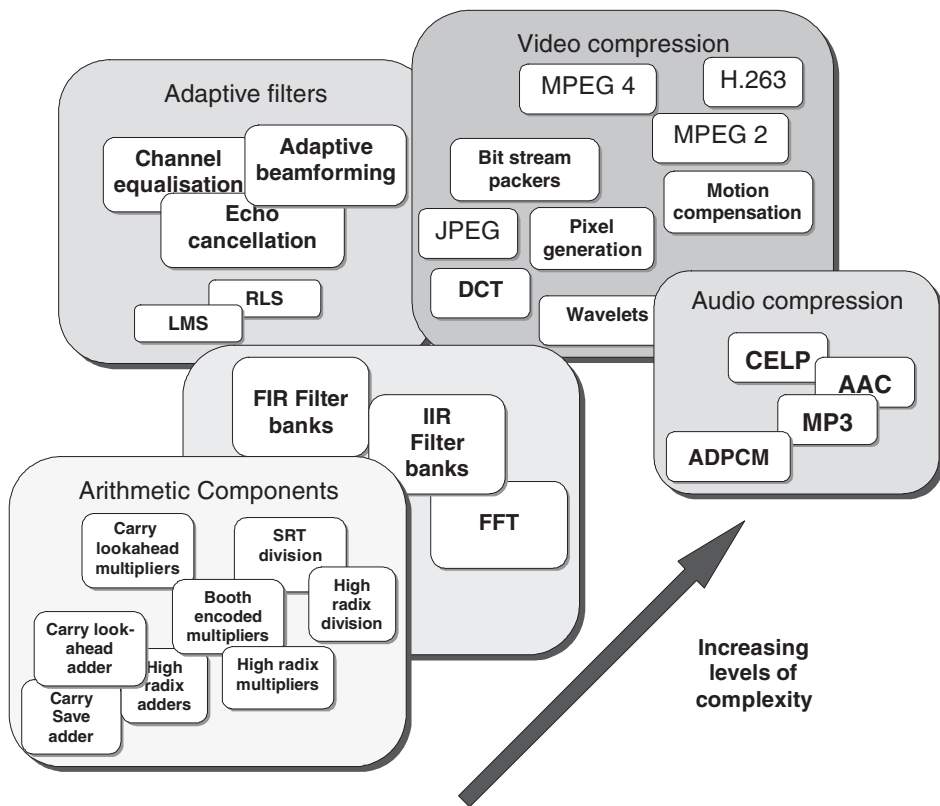 Video compression
MPEG 4
H.263
MPEG 2
Bit stream
packers
Motion
compensation
JPEG
Pixel
generation
DCT
Wavelets
Adaptive filters
Channel
equalisation
Adaptive
beamforming
Echo
cancellation
RLS
LMS
Audio compression
CELP
AAC
MP3
ADPCM
FIR Filter
banks
IIR
Filter
banks
FFT
Arithmetic Components
Carry
lookahead
multipliers
SRT
division
Booth
encoded
multipliers
High
radix
division
Carry look-
ahead
adder
High
radix
adders
High radix
multipliers
Carry
Save
adder
Increasing
levels of
complexity